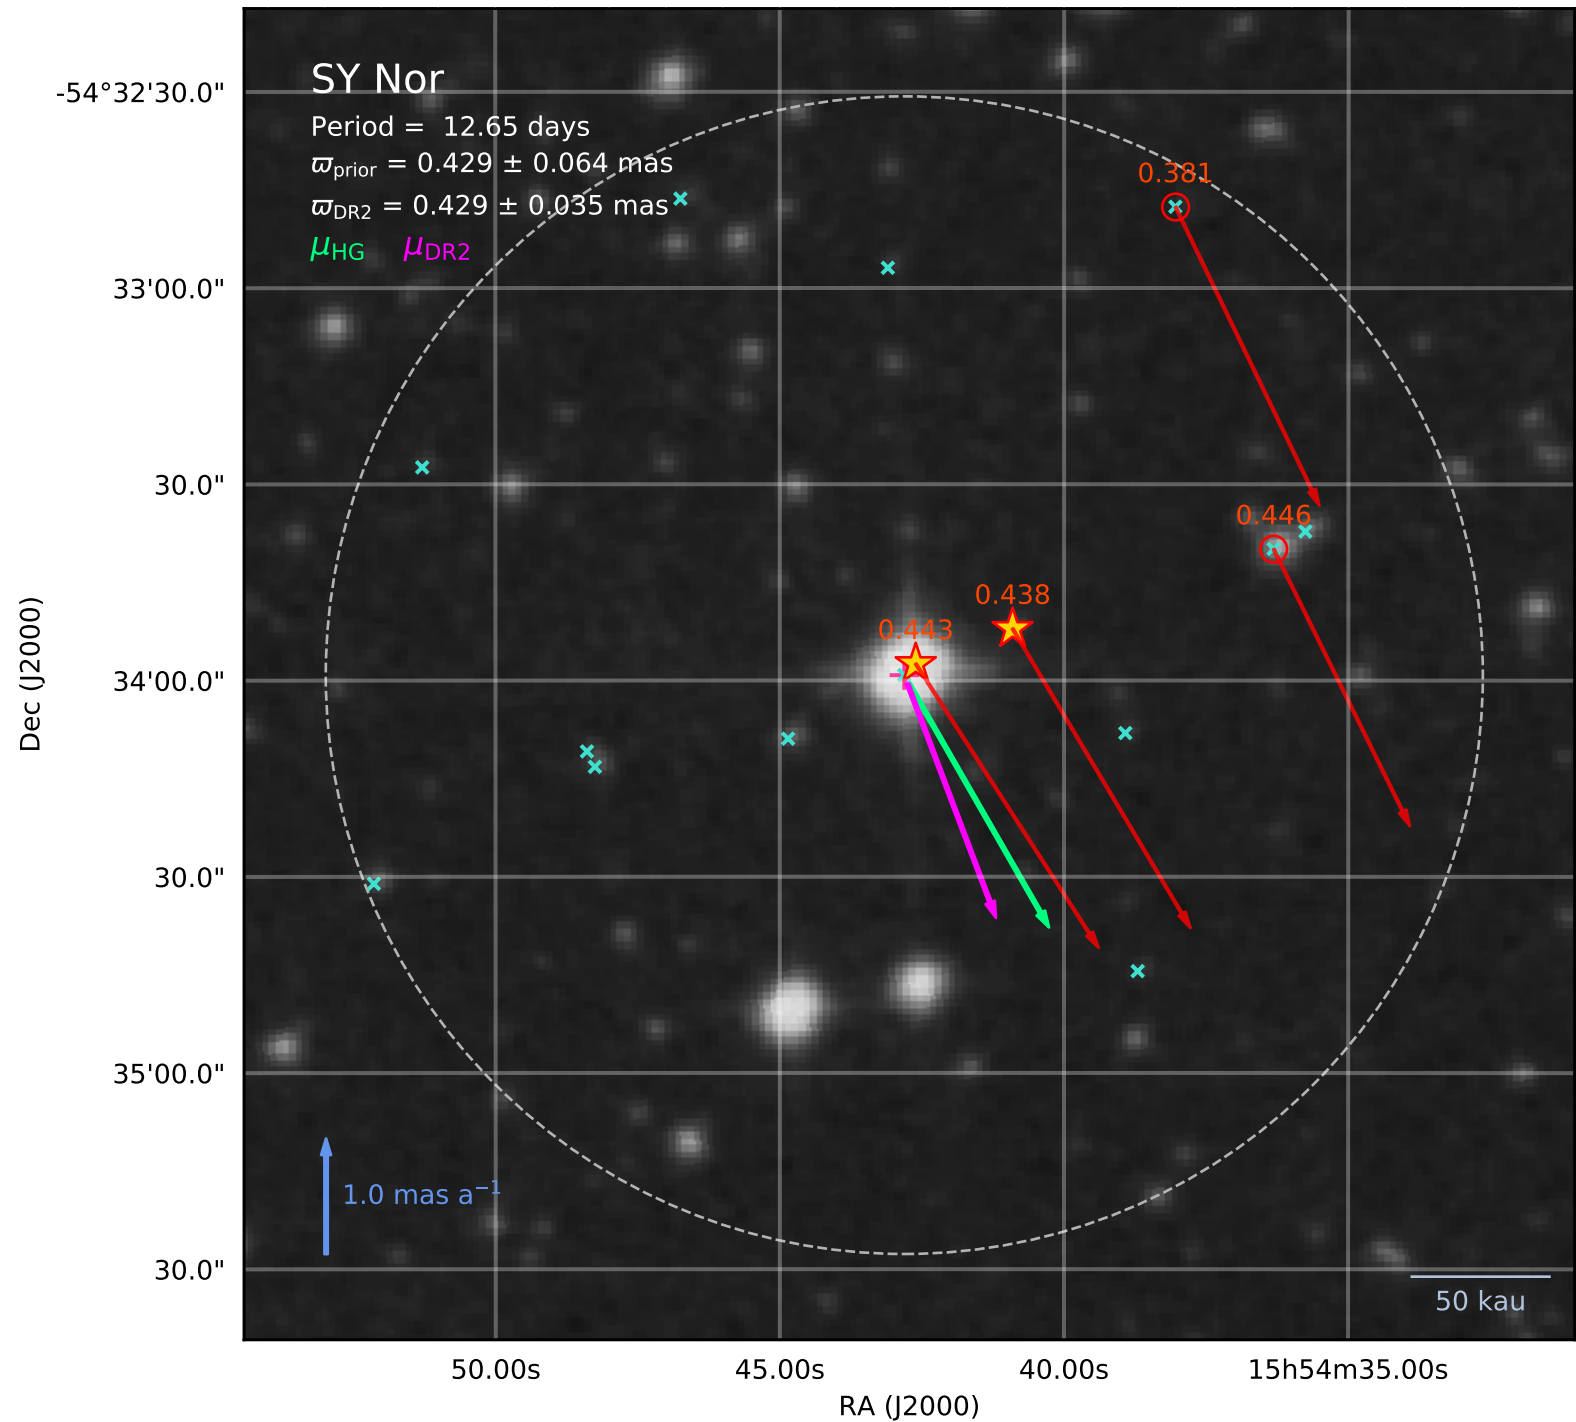 SY Nor
-54°32'30.0"
Period = 12.65 days
ϖprior = 0.429 ± 0.064 mas
0.381
ϖDR2 = 0.429 ± 0.035 mas
μHG μDR2
33'00.0"
30.0"
0.446
0.438
0.443
34'00.0"
Dec (J2000)
30.0"
35'00.0"
1.0 mas a⁻¹
30.0"
50 kau
50.00s 45.00s 40.00s 15h54m35.00s
RA (J2000)